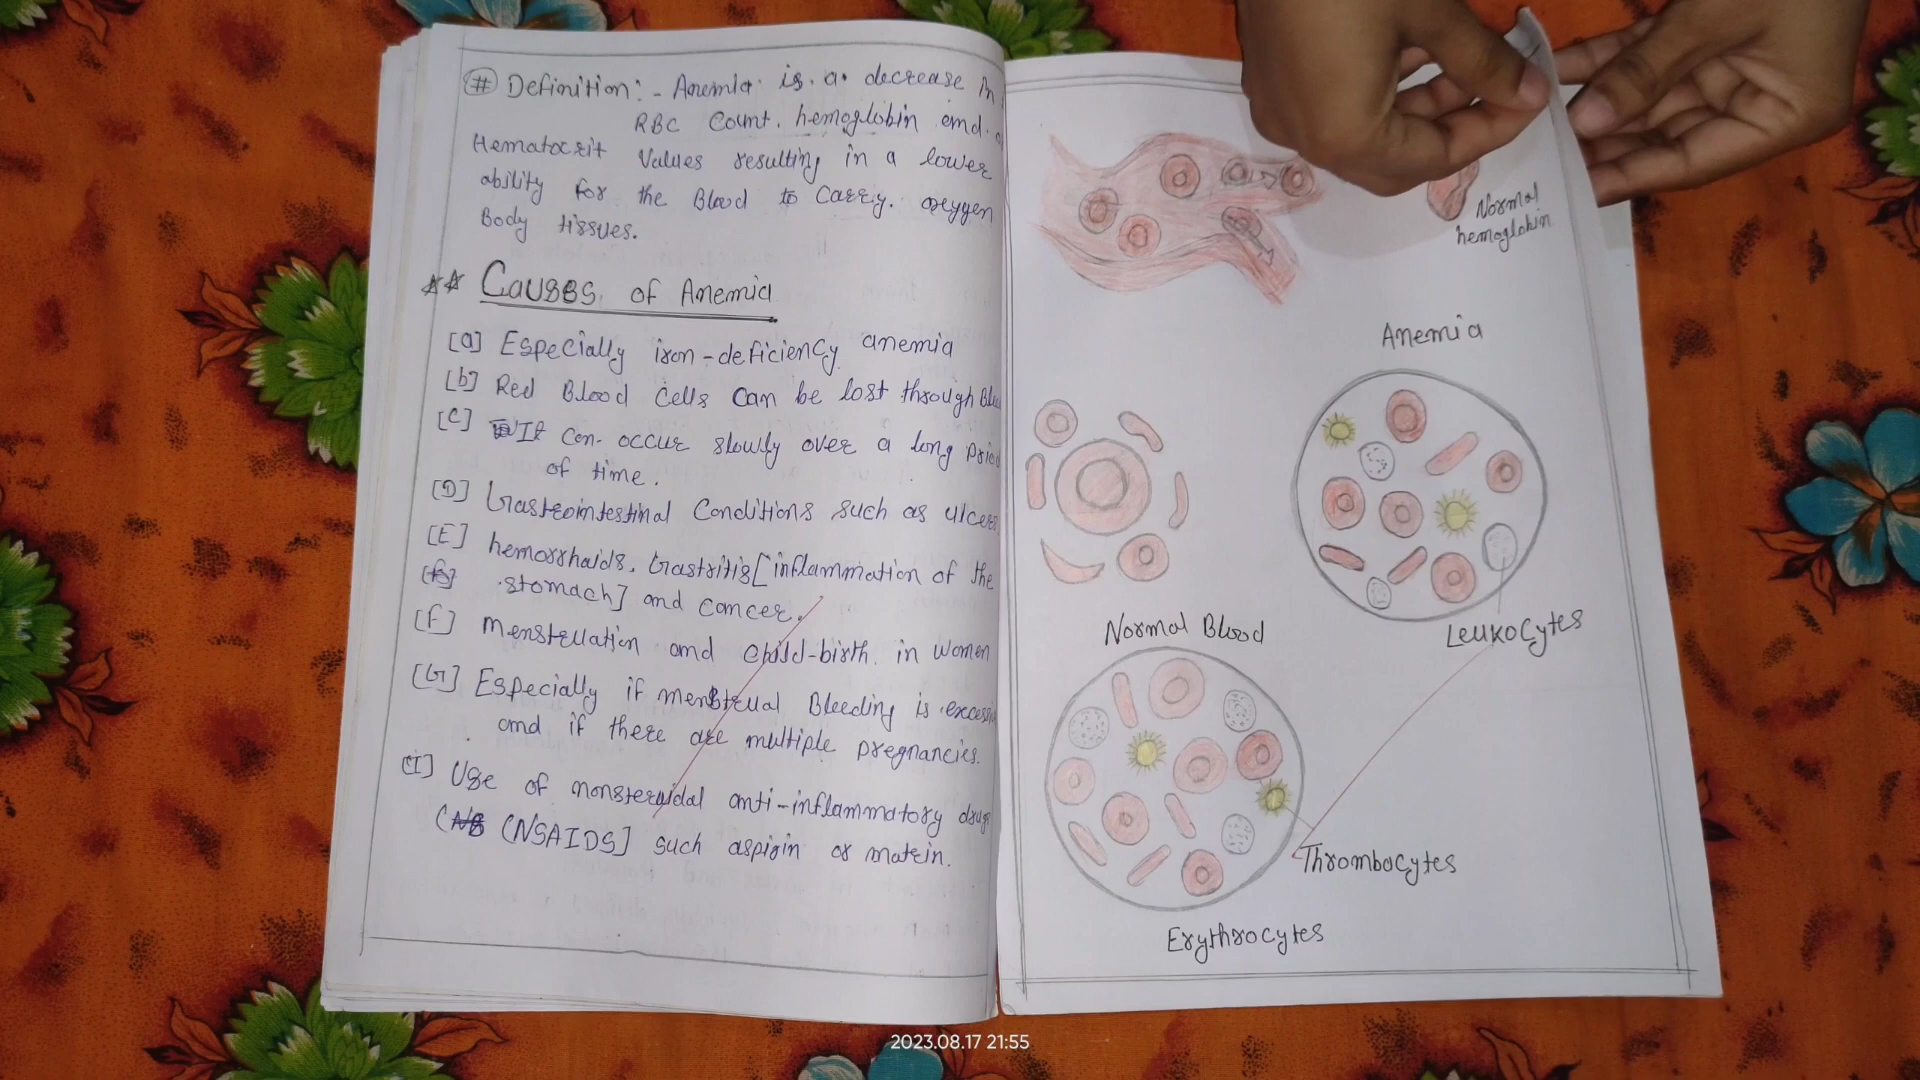 # Definition:- Anemia is a decrease in
RBC Count, hemoglobin and
Hematocrit Values resulting in a lower
ability for the Blood to Carry oxygen
Body tissues.
** Causes of Anemia
[a] Especially iron-deficiency anemia
[b] Red Blood Cells Can be lost through
[C] It Can occur slowly over a long
of time.
[D] Gastrointestinal Conditions such as ulcers
[E] hemorrhaids, Gastritis [inflammation of the
stomach] and cancer.
[F] menstruation and child-birth in women
[G] Especially if menstrual Bleeding is
and if there are multiple pregnancies.
[I] Use of nonsteroidal anti-inflammatory drugs
(NSAIDS] such aspirin or
Normal
hemoglobin
Anemia
Leukocytes
Normal Blood
Thrombocytes
Erythrocytes
2023.08.17 21:55